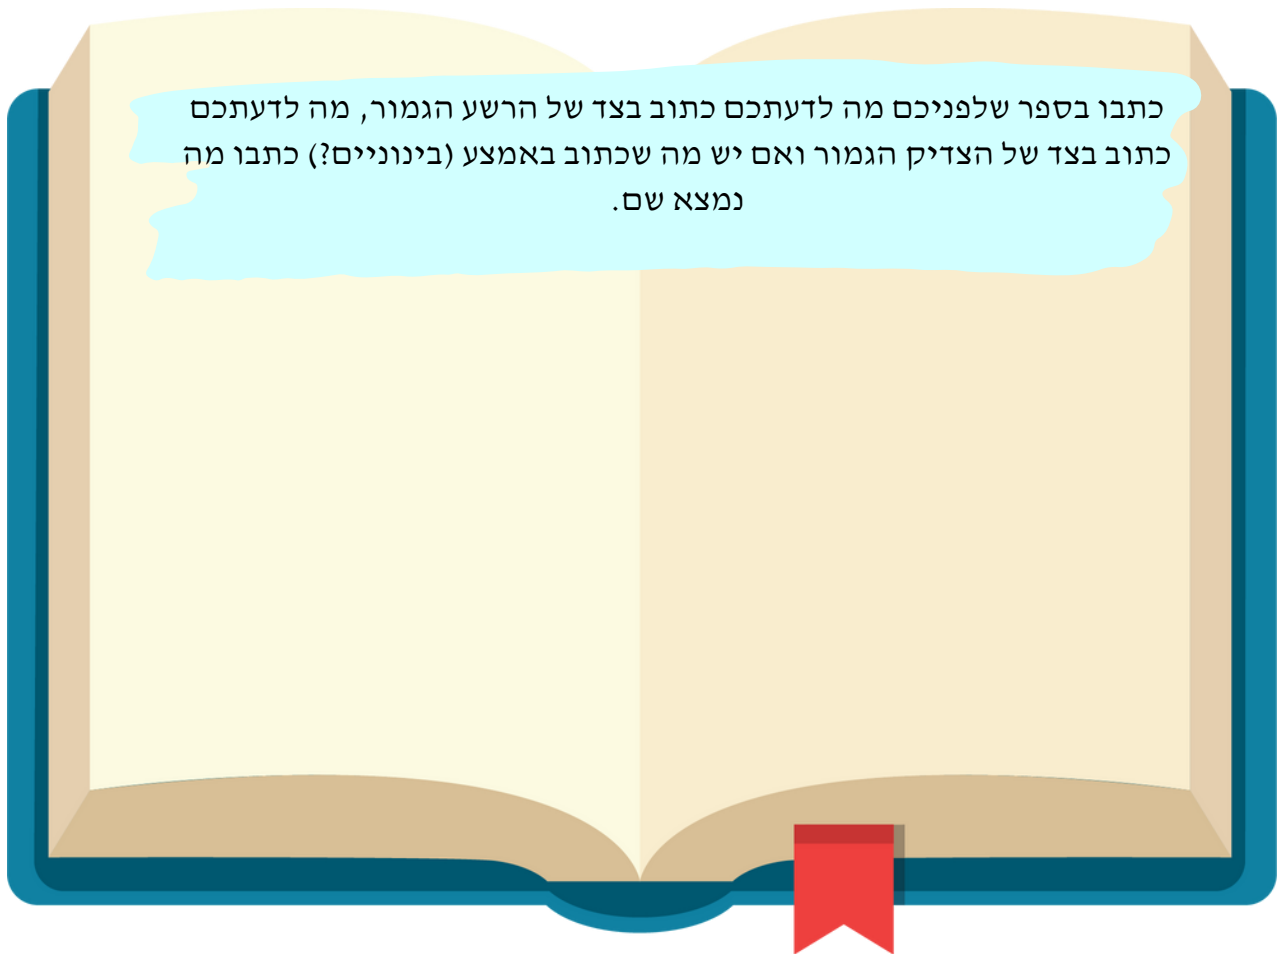 כתבו בספר שלפניכם מה לדעתכם כתוב בצד של הרשע הגמור, מה לדעתכם
כתוב בצד של הצדיק הגמור ואם יש מה שכתוב באמצע (בינוניים?) כתבו מה
נמצא שם.